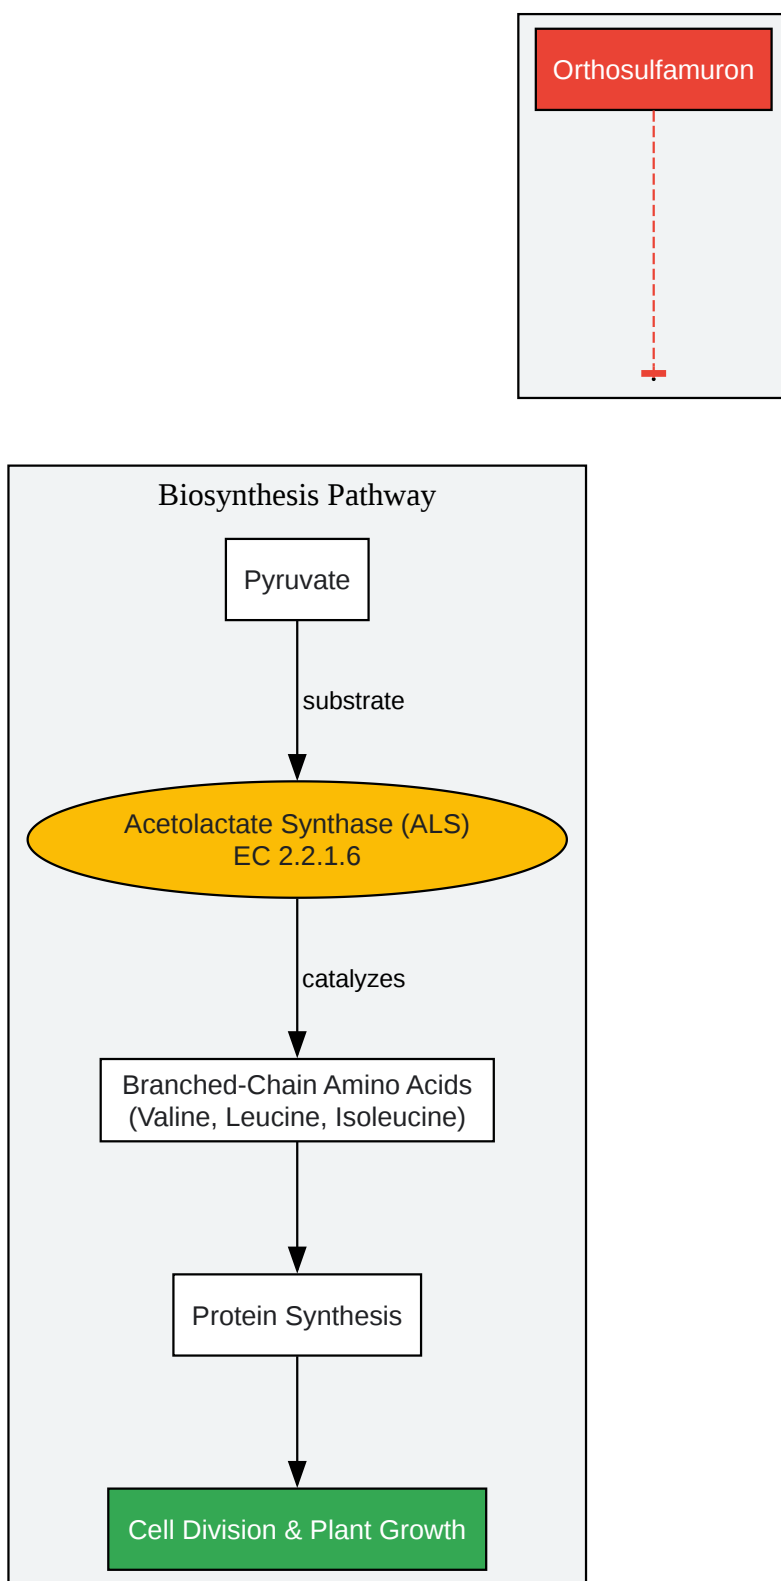 Orthosulfamuron
Biosynthesis Pathway
Pyruvate
substrate
Acetolactate Synthase (ALS)
EC 2.2.1.6
catalyzes
Branched-Chain Amino Acids
(Valine, Leucine, Isoleucine)
Protein Synthesis
Cell Division & Plant Growth